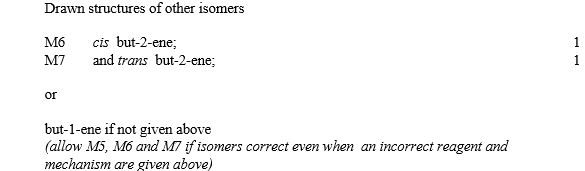 Drawn structures of other isomers
M6 cis but-2-ene; 1
M7 and trans but-2-ene; 1
or
but-1-ene if not given above
(allow M5, M6 and M7 if isomers correct even when an incorrect reagent and
mechanism are given above)